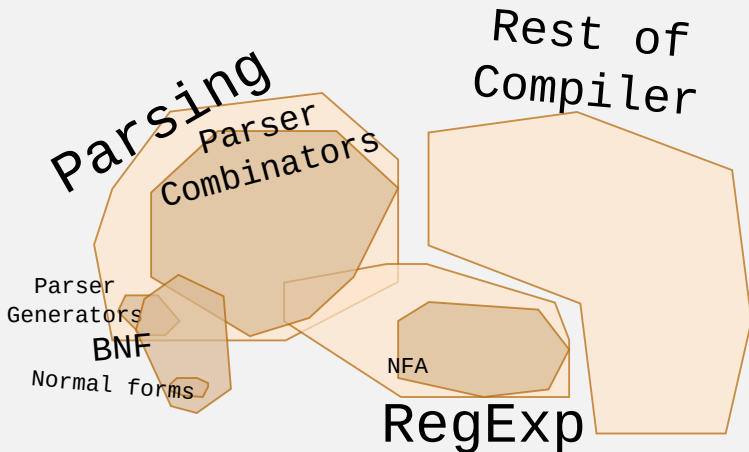 Rest of
Compiler
Parsing
Parser
Combinators
Parser
Generators
BNF
Normal forms
NFA
RegExp